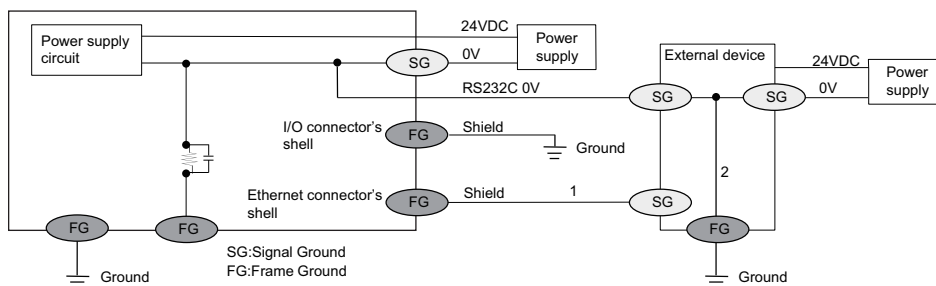 24VDC
Power supply
circuit
Power
supply
SG
0V
External device
24VDC
Power
supply
RS232C 0V
SG
SG
0V
I/O connector's
shell
FG
Shield
Ground
2
Ethernet connector's
shell
FG
Shield
1
SG
FG
FG
FG
SG:Signal Ground
FG:Frame Ground
Ground
Ground